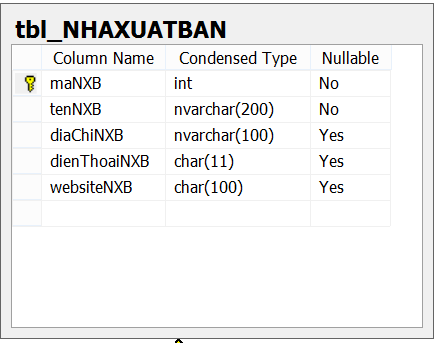 tbl_NHAXUATBAN
Column Name Condensed Type Nullable
maNXB int No
tenNXB nvarchar(200) No
diaChiNXB nvarchar(100) Yes
dienThoaiNXB char(11) Yes
websiteNXB char(100) Yes